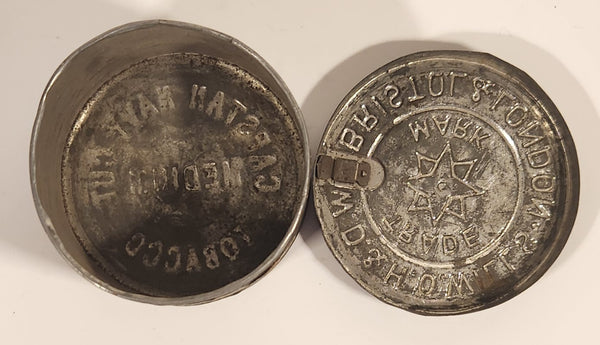 CAPSTAN NAVY CUT
MEDIUM
TOBACCO
W.D. & H.O. WILLS. BRISTOL & LONDON.
TRADE
MARK